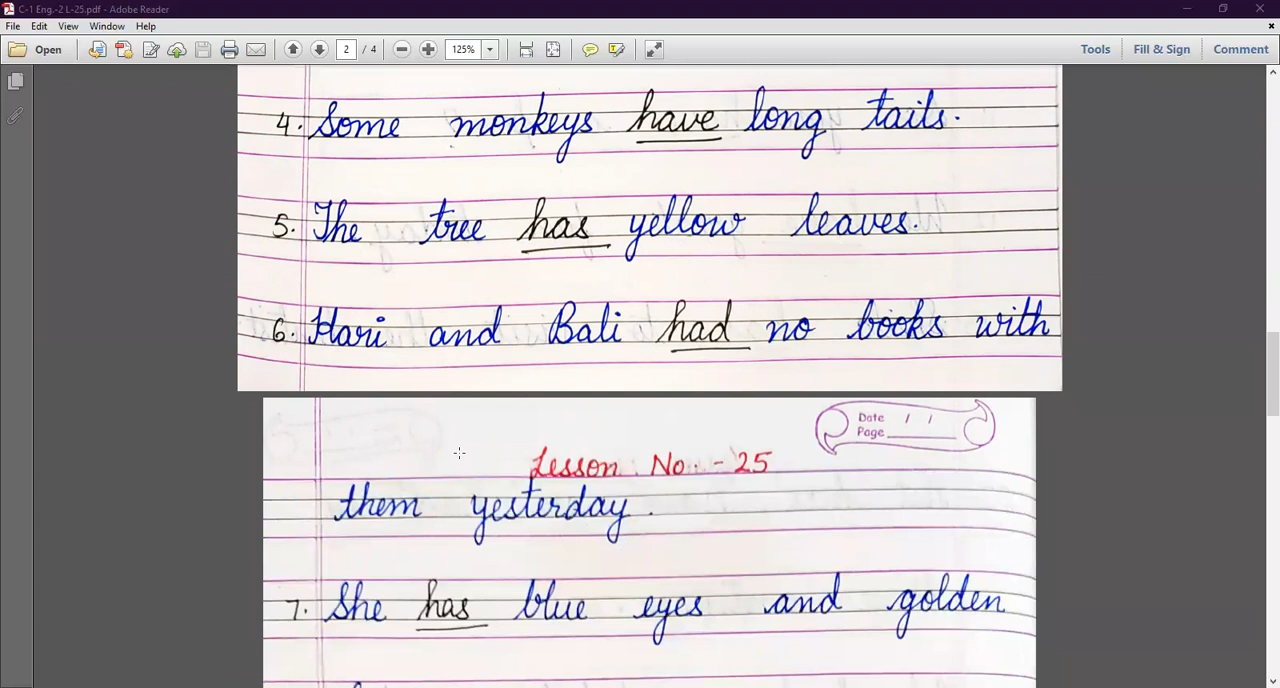 C-1 Eng.-2 L-25.pdf - Adobe Reader
File Edit View Window Help
Open 2 / 4 125% Tools Fill & Sign Comment
4. Some monkeys have long tails.
5. The tree has yellow leaves.
6. Hari and Bali had no books with
Date / /
Page
Lesson No. - 25
them yesterday.
7. She has blue eyes and golden